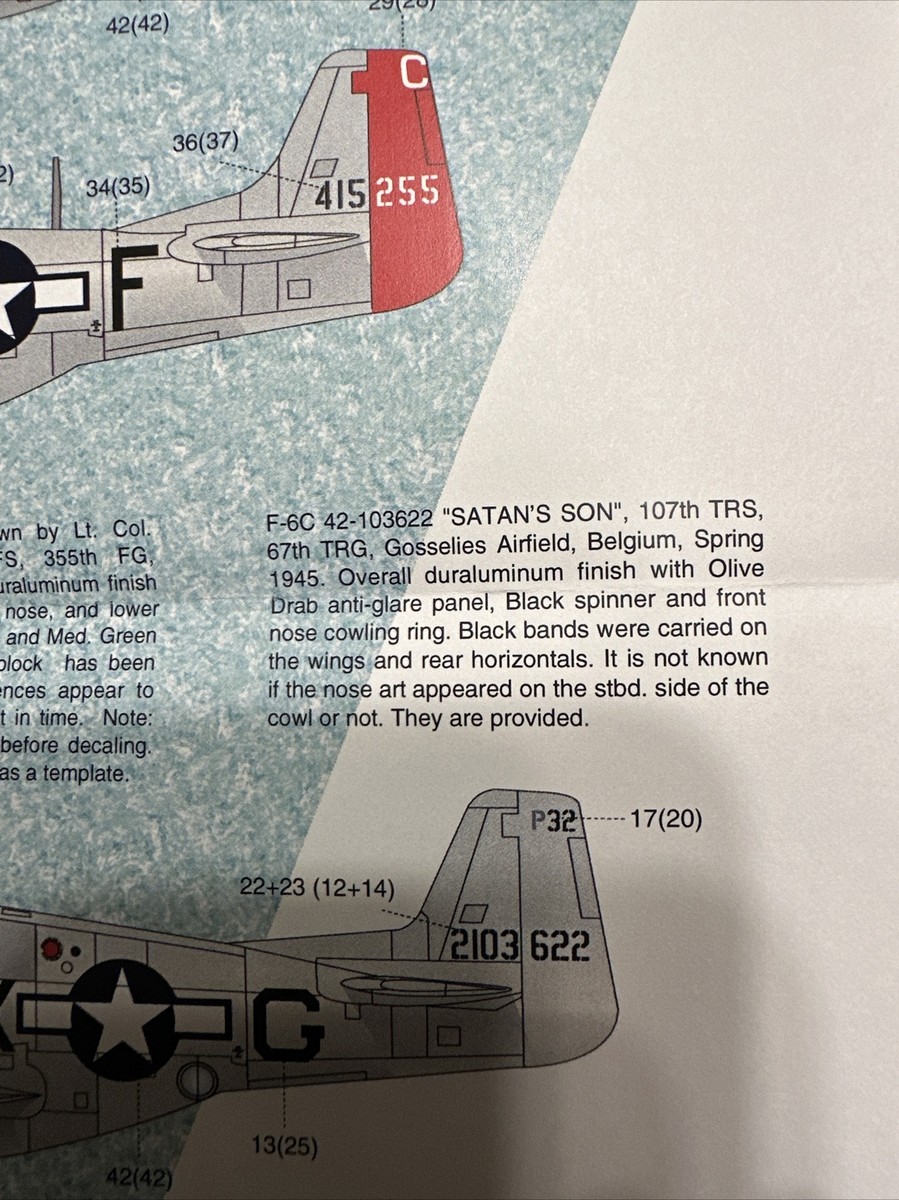 29(28)
42(42)
C
36(37)
2)
34(35)
415 255
F
wn by Lt. Col.
FS, 355th FG,
uraluminum finish
nose, and lower
and Med. Green
block has been
ences appear to
t in time. Note:
before decaling.
as a template.
F-6C 42-103622 "SATAN'S SON", 107th TRS,
67th TRG, Gosselies Airfield, Belgium, Spring
1945. Overall duraluminum finish with Olive
Drab anti-glare panel, Black spinner and front
nose cowling ring. Black bands were carried on
the wings and rear horizontals. It is not known
if the nose art appeared on the stbd. side of the
cowl or not. They are provided.
P32
17(20)
22+23 (12+14)
2103 622
G
13(25)
42(42)